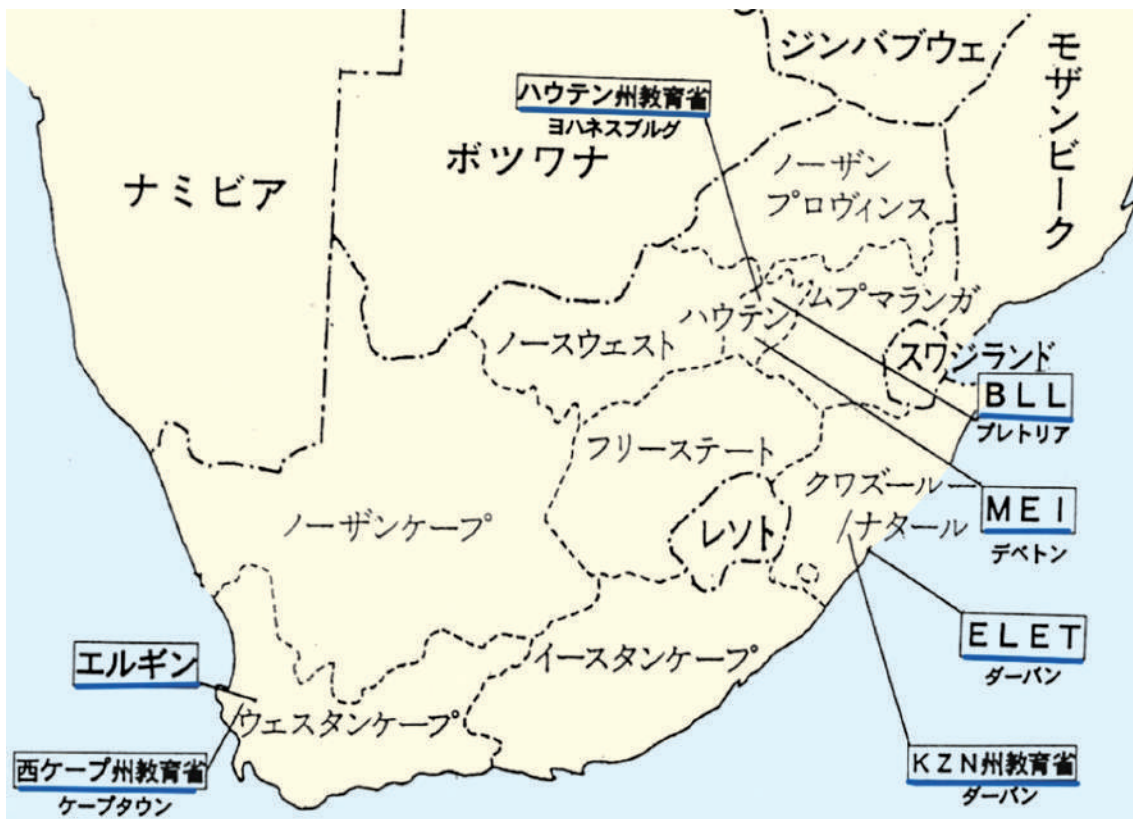 ジンバブウェ
モザンビーク
ハウテン州教育省
ヨハネスブルグ
ボツワナ
ナミビア
ノーザン
プロヴィンス
ムプマランガ
ハウテン
ノースウェスト
スワジランド
BLL
プレトリア
フリーステート
クワズールー
ナタール
MEI
デベトン
ノーザンケープ
レソト
ELET
ダーバン
イースタンケープ
エルギン
ウェスタンケープ
西ケープ州教育省
ケープタウン
KZN州教育省
ダーバン